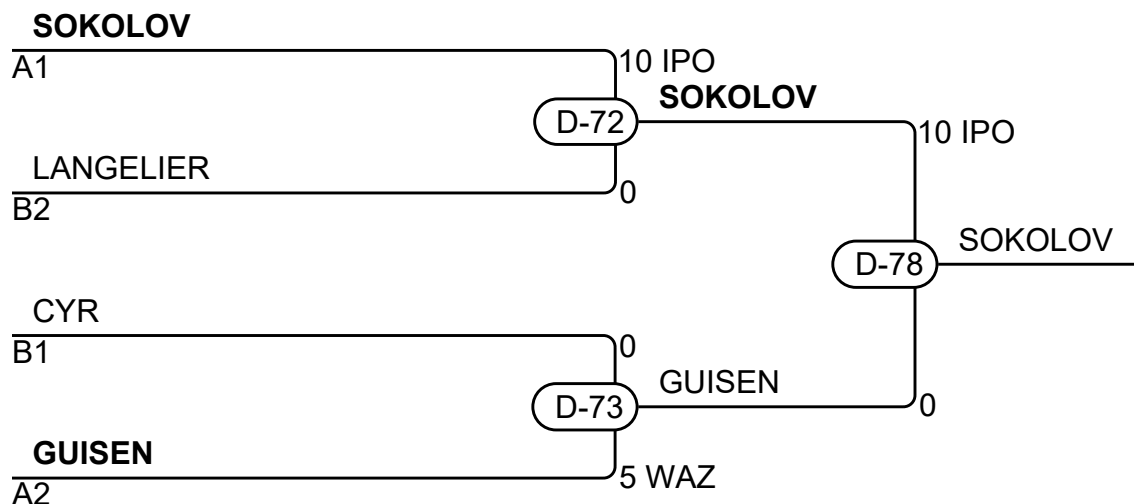 SOKOLOV
A1
10 IPO
D-72
SOKOLOV
LANGELIER
B2
0
10 IPO
D-78
SOKOLOV
CYR
B1
0
D-73
GUISEN
0
GUISEN
A2
5 WAZ